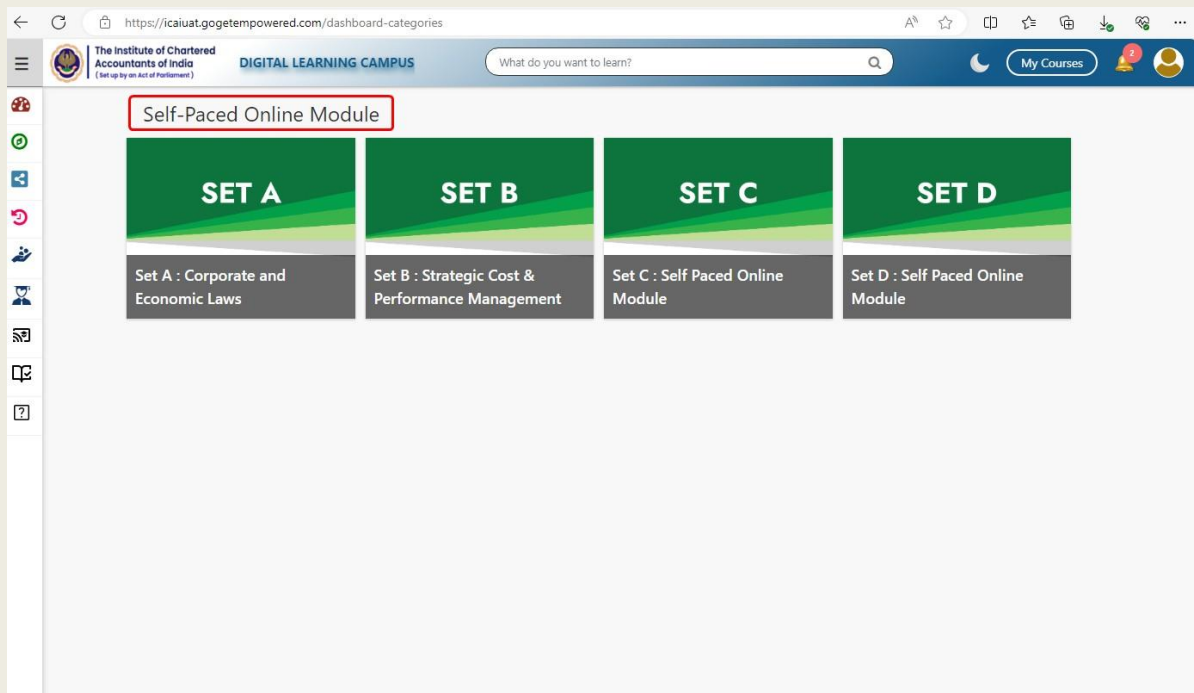 https://icaiuat.gogetempowered.com/dashboard-categories
The Institute of Chartered
Accountants of India
(Set up by an Act of Parliament)
DIGITAL LEARNING CAMPUS
What do you want to learn?
My Courses
2
Self-Paced Online Module
SET A
SET B
SET C
SET D
Set A : Corporate and
Economic Laws
Set B : Strategic Cost &
Performance Management
Set C : Self Paced Online
Module
Set D : Self Paced Online
Module